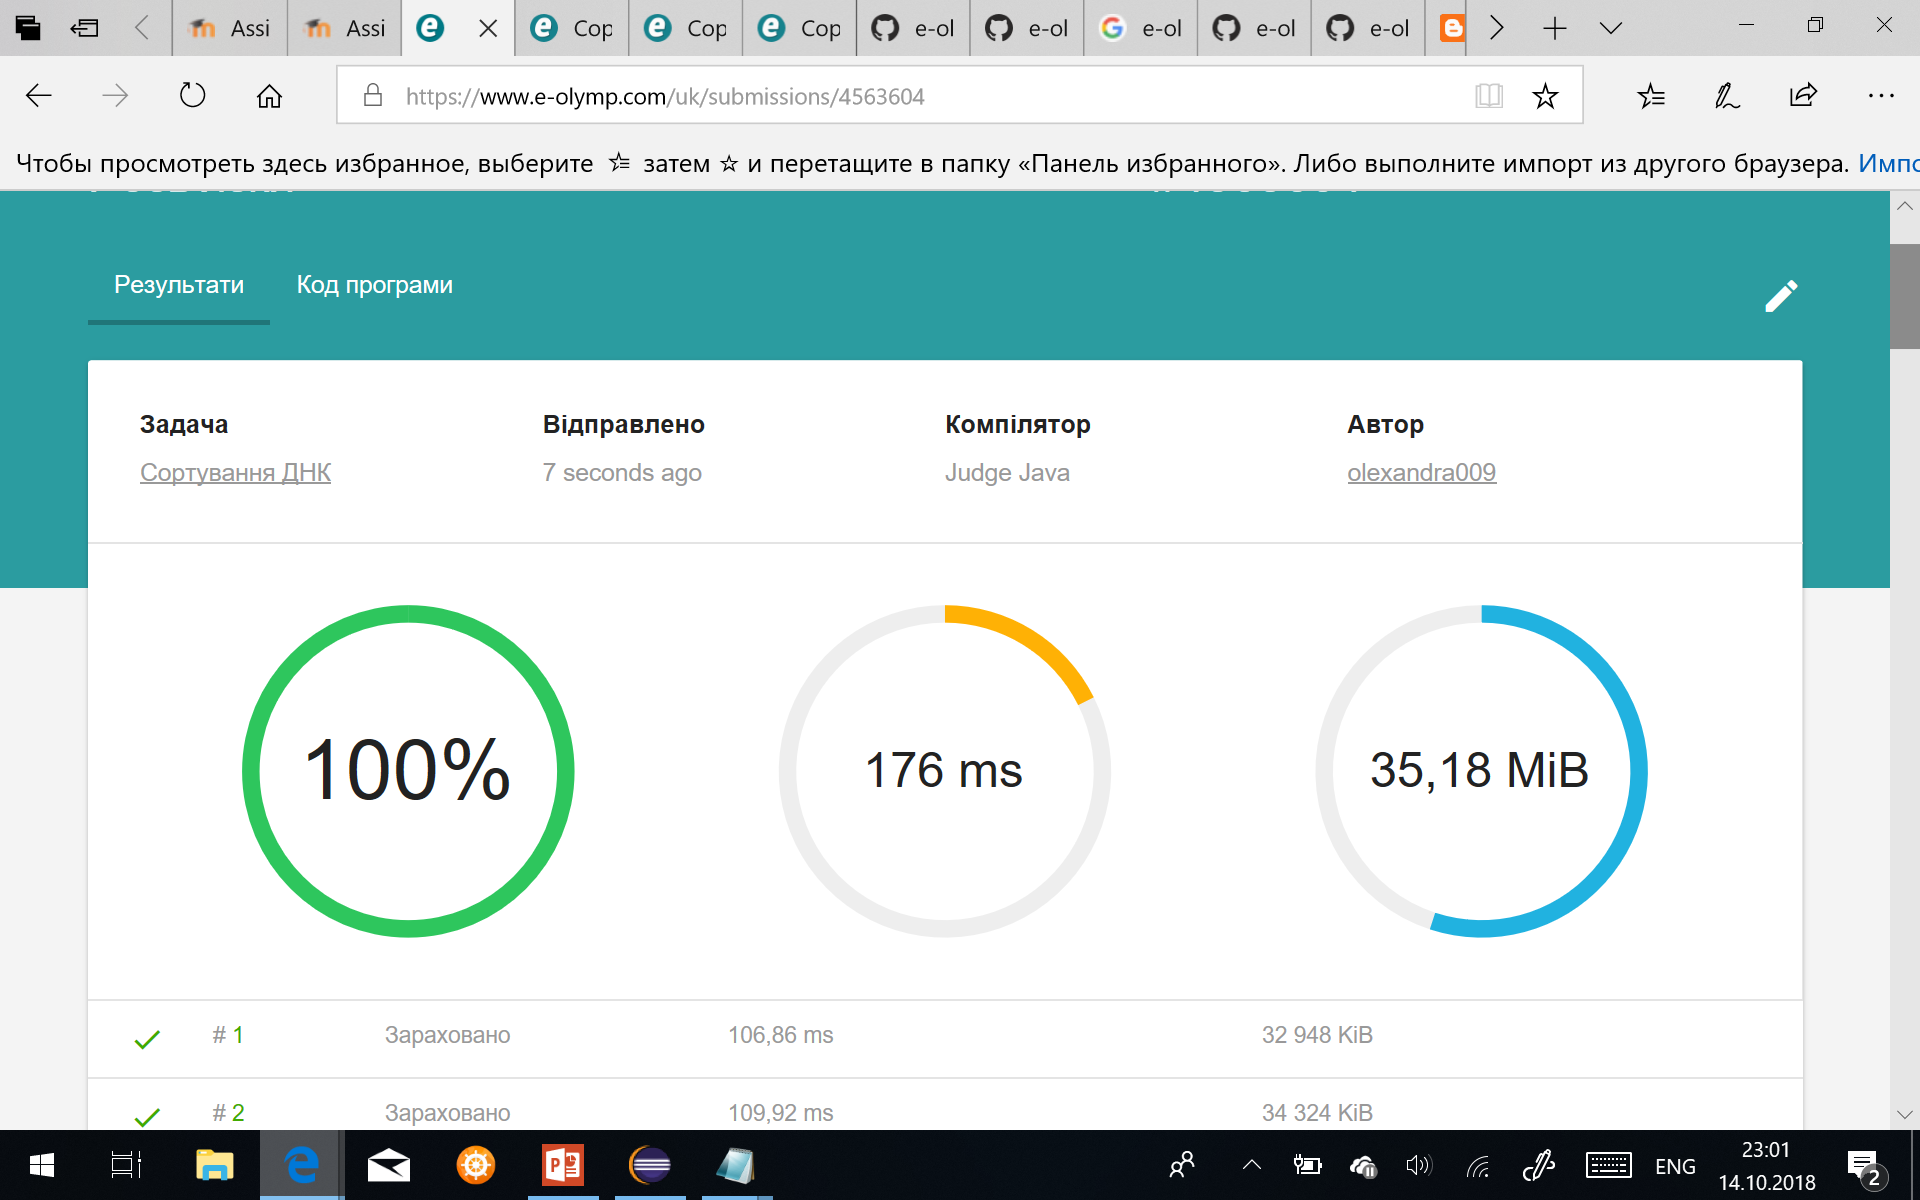 Assi
Assi
Cop
Cop
Cop
e-ol
e-ol
e-ol
e-ol
e-ol
https://www.e-olymp.com/uk/submissions/4563604
Чтобы просмотреть здесь избранное, выберите затем и перетащите в папку «Панель избранного». Либо выполните импорт из другого браузера. Импо
Результати Код програми
Задача Відправлено Компілятор Автор
Сортування ДНК 7 seconds ago Judge Java olexandra009
100% 176 ms 35,18 MiB
# 1 Зараховано 106,86 ms 32 948 KiB
# 2 Зараховано 109,92 ms 34 324 KiB
ENG
23:01
14.10.2018
2